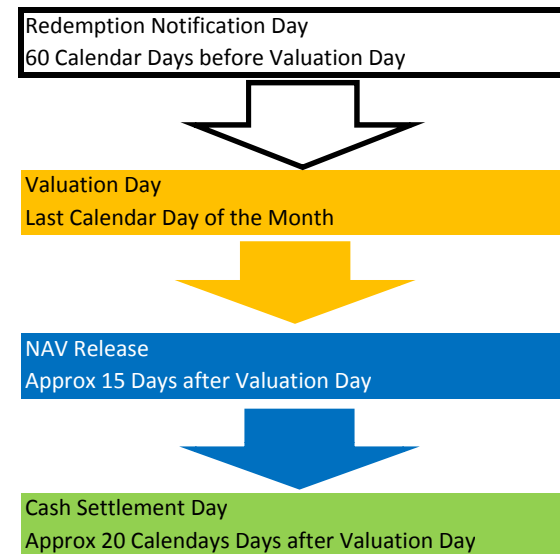 Redemption Notification Day
60 Calendar Days before Valuation Day
Valuation Day
Last Calendar Day of the Month
NAV Release
Approx 15 Days after Valuation Day
Cash Settlement Day
Approx 20 Calendays Days after Valuation Day